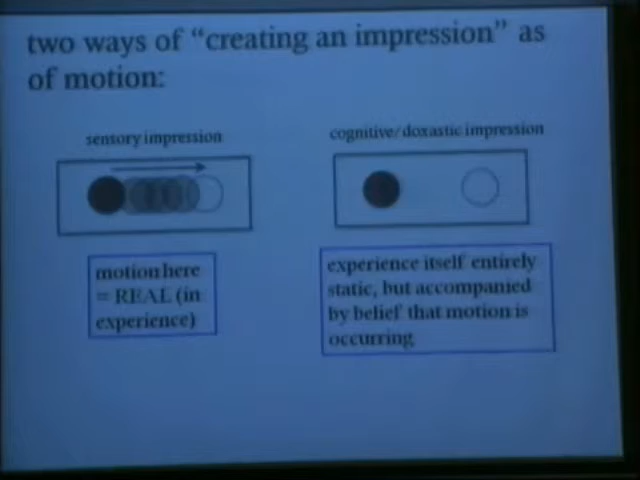 two ways of “creating an impression” as
of motion:
sensory impression
cognitive/doxastic impression
motion here
= REAL (in
experience)
experience itself entirely
static, but accompanied
by belief that motion is
occurring